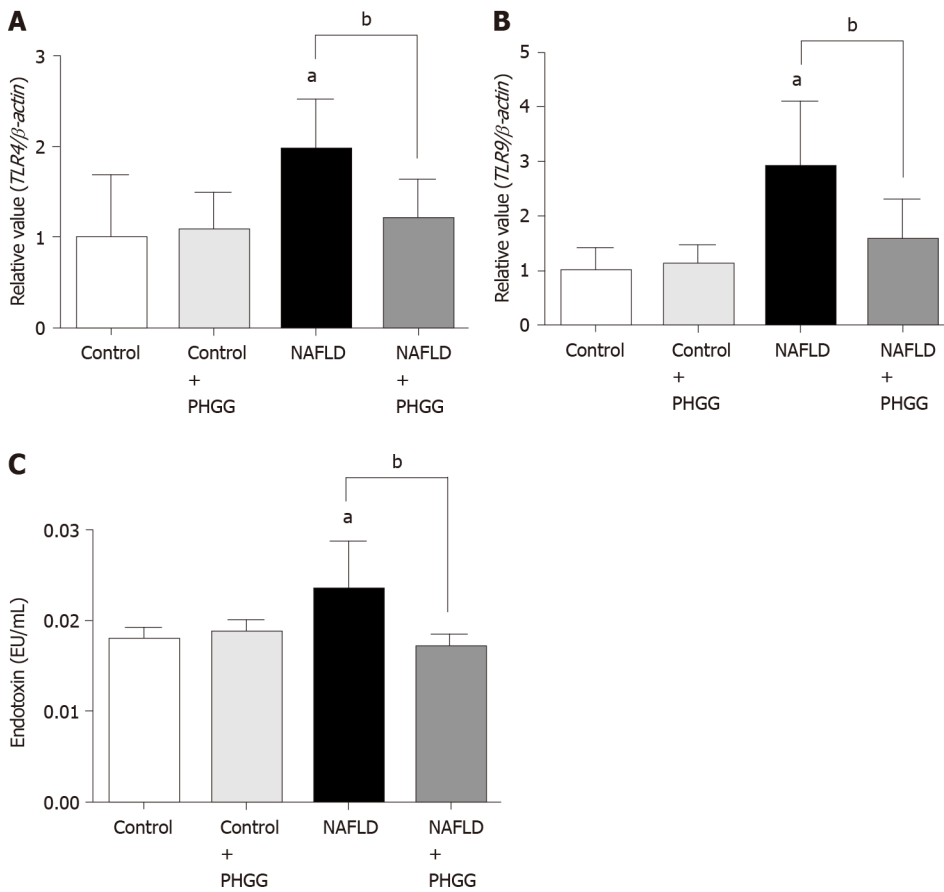 A
Relative value (TLR4/β-actin)
3
2
1
0
a
b
Control
Control
+
PHGG
NAFLD
NAFLD
+
PHGG
B
Relative value (TLR9/β-actin)
5
4
3
2
1
0
a
b
Control
Control
+
PHGG
NAFLD
NAFLD
+
PHGG
C
Endotoxin (EU/mL)
0.03
0.02
0.01
0.00
a
b
Control
Control
+
PHGG
NAFLD
NAFLD
+
PHGG